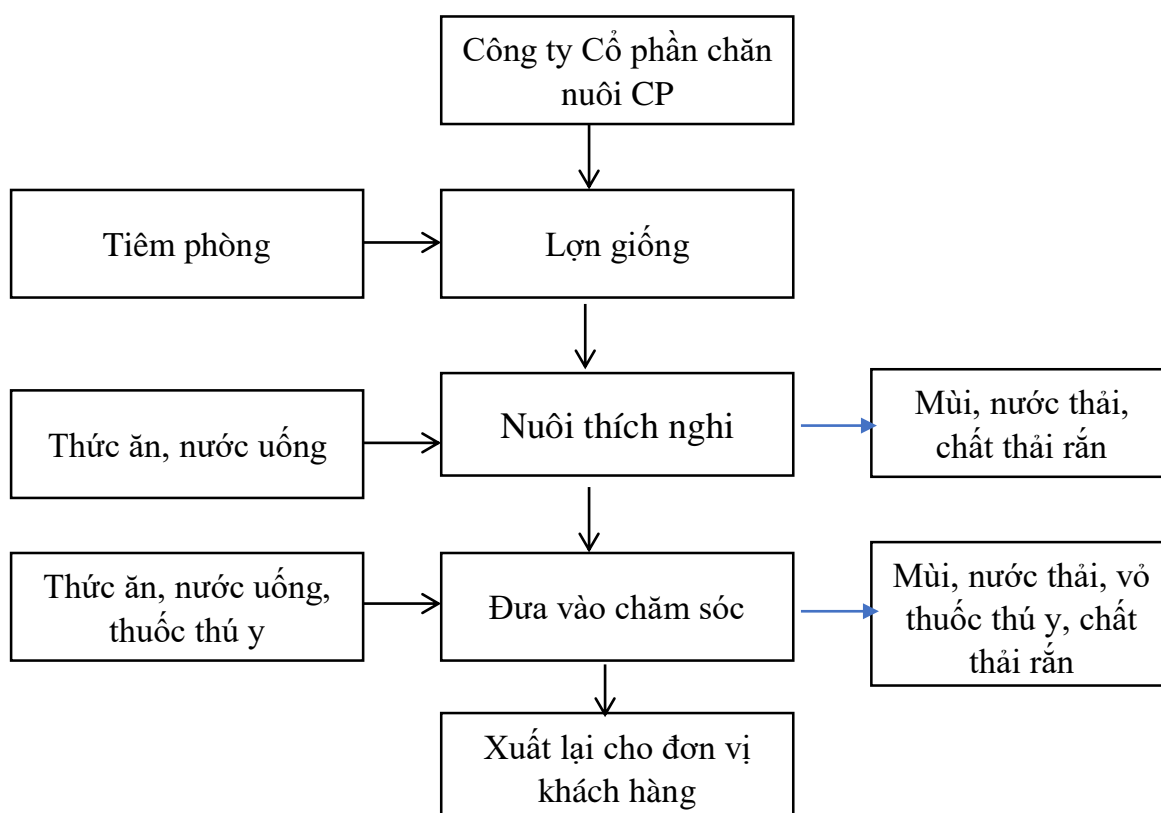 Công ty Cổ phần chăn
nuôi CP
Tiêm phòng
Lợn giống
Thức ăn, nước uống
Nuôi thích nghi
Mùi, nước thải,
chất thải rắn
Thức ăn, nước uống,
thuốc thú y
Đưa vào chăm sóc
Mùi, nước thải, vỏ
thuốc thú y, chất
thải rắn
Xuất lại cho đơn vị
khách hàng